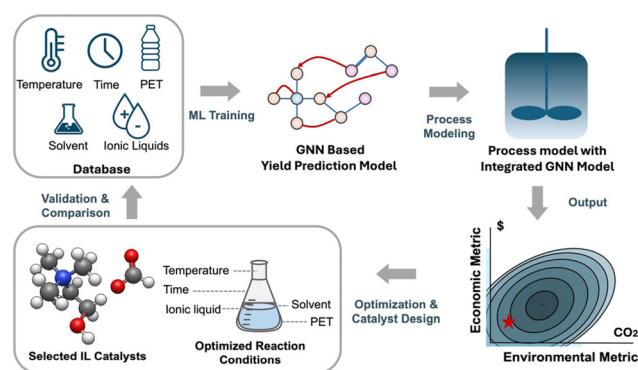 Temperature
Time
PET
Solvent
Ionic Liquids
Database
ML Training
GNN Based
Yield Prediction Model
Process
Modeling
Process model with
Integrated GNN Model
Output
$
Economic Metric
CO2
Environmental Metric
Optimization &
Catalyst Design
Temperature
Time
Ionic liquid
Solvent
PET
Optimized Reaction
Conditions
Selected IL Catalysts
Validation &
Comparison